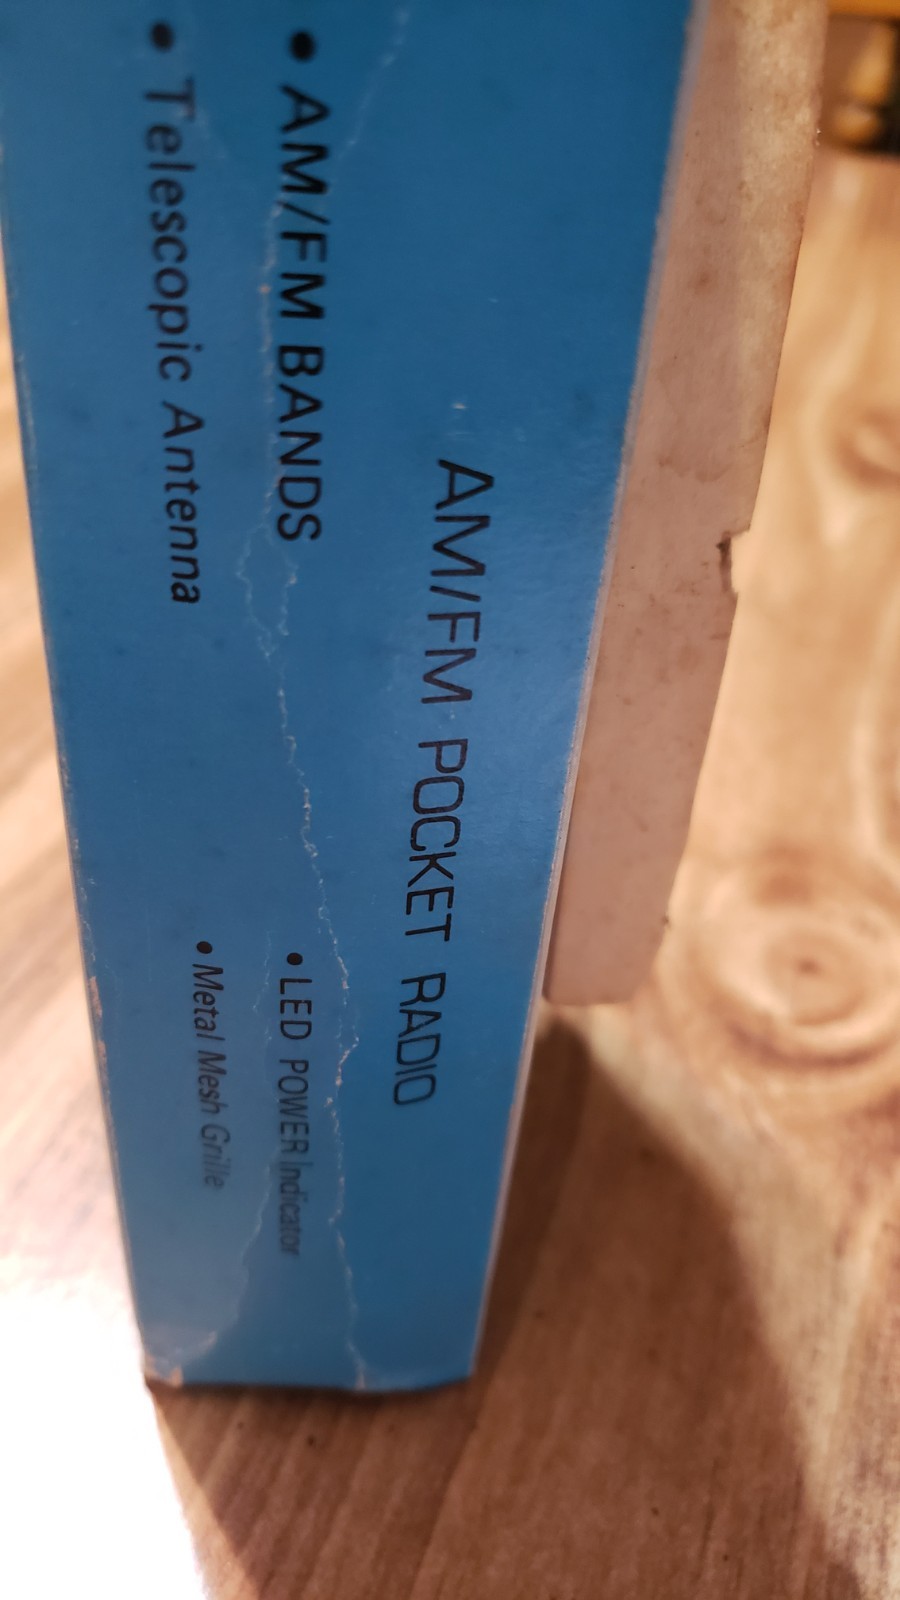 AM/FM POCKET RADIO
• AM/FM BANDS
• LED POWER Indicator
• Telescopic Antenna
• Metal Mesh Grille